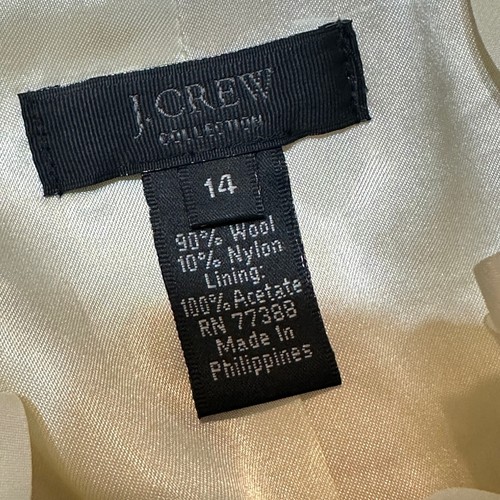 J.CREW
COLLECTION
14
90% Wool
10% Nylon
Lining:
100% Acetate
RN 77388
Made In
Philippines